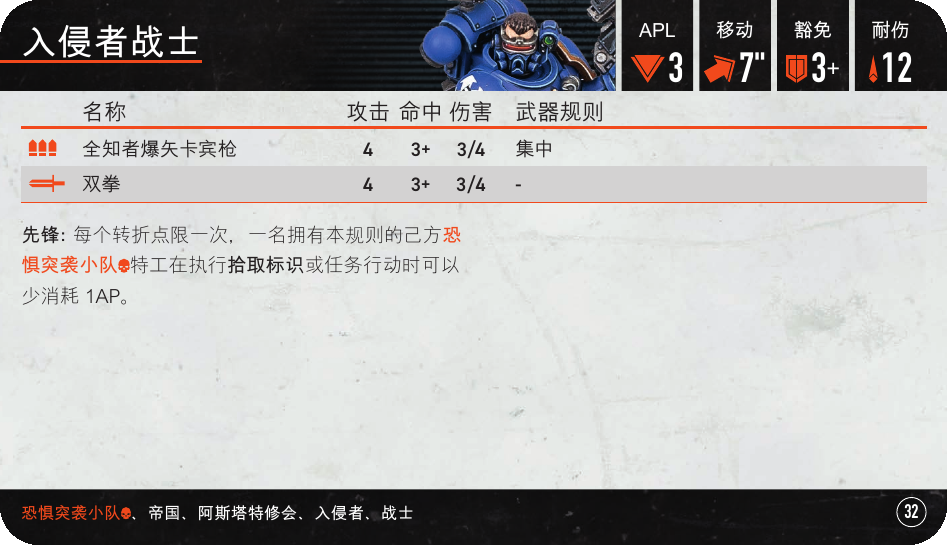 入侵者战士
APL 移动 豁免 耐伤
3 7" 3+ 12
名称 攻击 命中 伤害 武器规则
全知者爆矢卡宾枪 4 3+ 3/4 集中
双拳 4 3+ 3/4 -
先锋: 每个转折点限一次，一名拥有本规则的己方恐
惧突袭小队特工在执行拾取标识或任务行动时可以
少消耗 1AP。
恐惧突袭小队、帝国、阿斯塔特修会、入侵者、战士
32